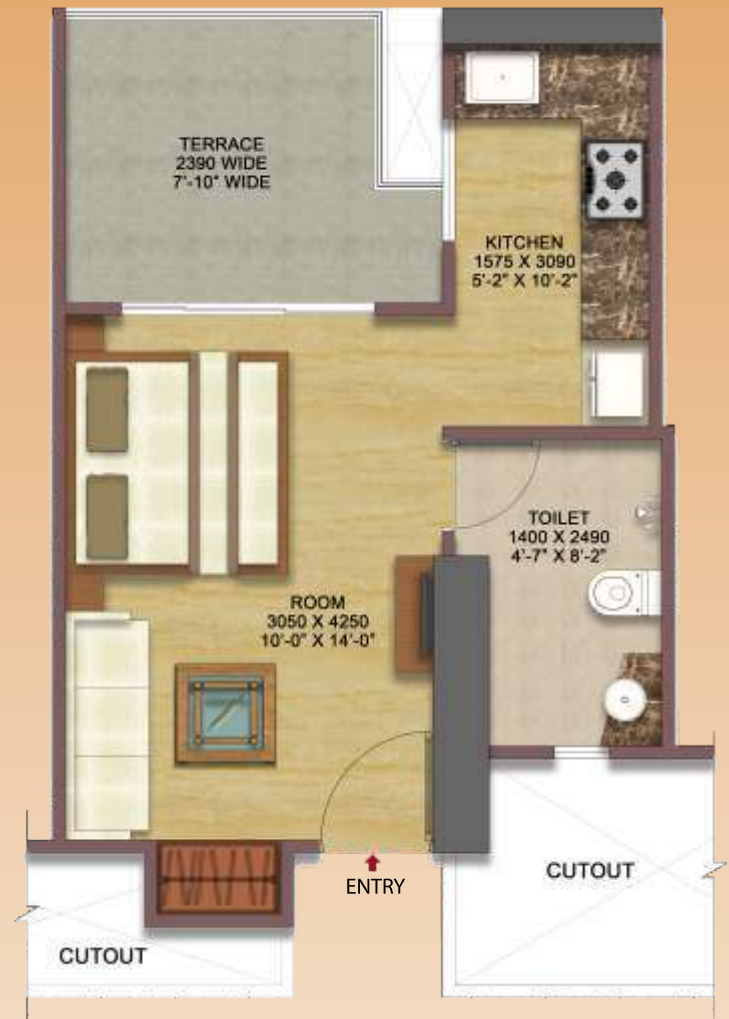 TERRACE
2390 WIDE
7'-10" WIDE
KITCHEN
1575 X 3090
5'-2" X 10'-2"
TOILET
1400 X 2490
4'-7" X 8'-2"
ROOM
3050 X 4250
10'-0" X 14'-0"
ENTRY
CUTOUT
CUTOUT